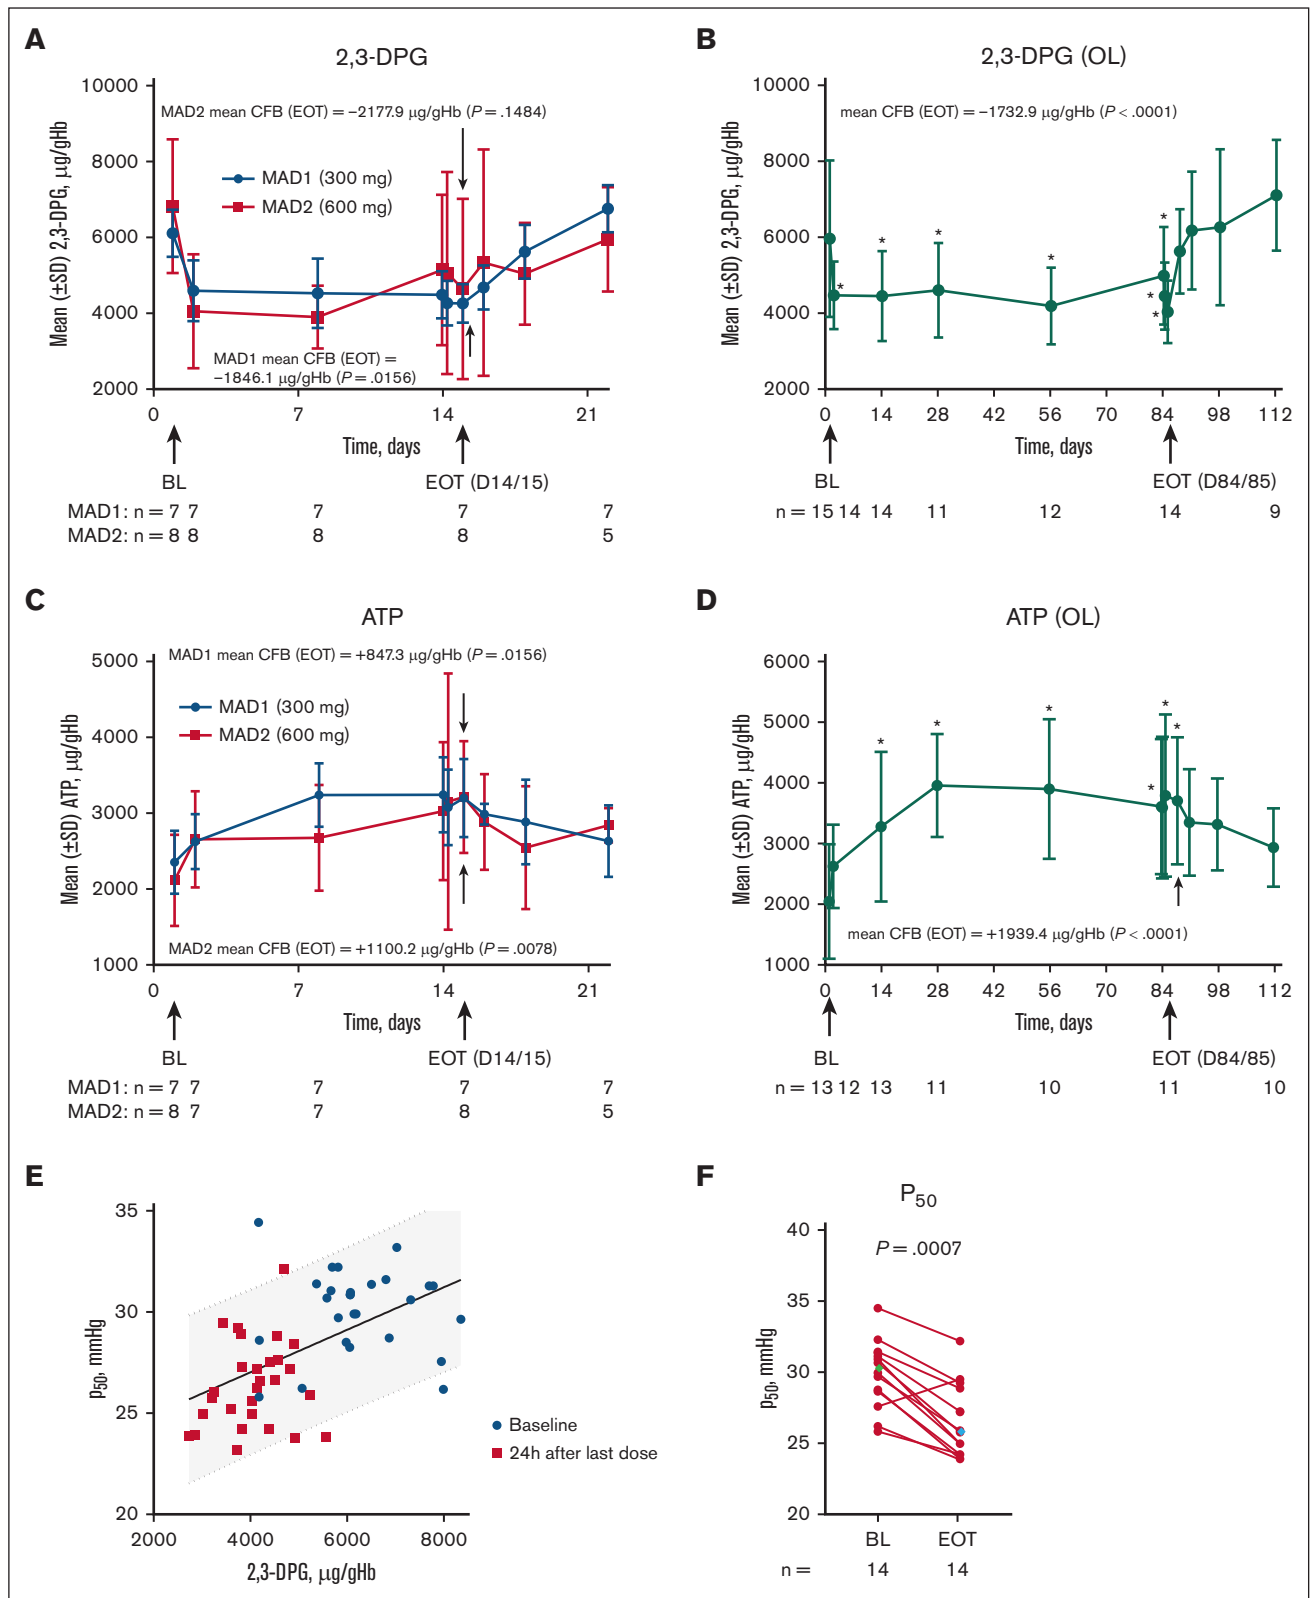 A
2,3-DPG
Mean (±SD) 2,3-DPG, μg/gHb
10000
8000
6000
4000
2000
MAD2 mean CFB (EOT) = −2177.9 μg/gHb (P = .1484)
MAD1 (300 mg)
MAD2 (600 mg)
MAD1 mean CFB (EOT) =
−1846.1 μg/gHb (P = .0156)
0 7 14 21
Time, days
BL EOT (D14/15)
MAD1: n = 7 7 7 7 7
MAD2: n = 8 8 8 8 5
B
2,3-DPG (OL)
Mean (±SD) 2,3-DPG, μg/gHb
10000
8000
6000
4000
2000
mean CFB (EOT) = −1732.9 μg/gHb (P < .0001)
* * * * * * *
0 14 28 42 56 70 84 98 112
Time, days
BL EOT (D84/85)
n = 15 14 14 11 12 14 9
C
ATP
Mean (±SD) ATP, μg/gHb
5000
4000
3000
2000
1000
MAD1 mean CFB (EOT) = +847.3 μg/gHb (P = .0156)
MAD1 (300 mg)
MAD2 (600 mg)
MAD2 mean CFB (EOT) = +1100.2 μg/gHb (P = .0078)
0 7 14 21
Time, days
BL EOT (D14/15)
MAD1: n = 7 7 7 7 7
MAD2: n = 8 7 7 8 5
D
ATP (OL)
Mean (±SD) ATP, μg/gHb
6000
5000
4000
3000
2000
1000
* * * * * *
mean CFB (EOT) = +1939.4 μg/gHb (P < .0001)
0 14 28 42 56 70 84 98 112
Time, days
BL EOT (D84/85)
n = 13 12 13 11 10 11 10
E
p50, mmHg
35
30
25
20
2000 4000 6000 8000
2,3-DPG, μg/gHb
Baseline
24h after last dose
F
P50
P = .0007
p50, mmHg
40
35
30
25
20
BL EOT
n = 14 14